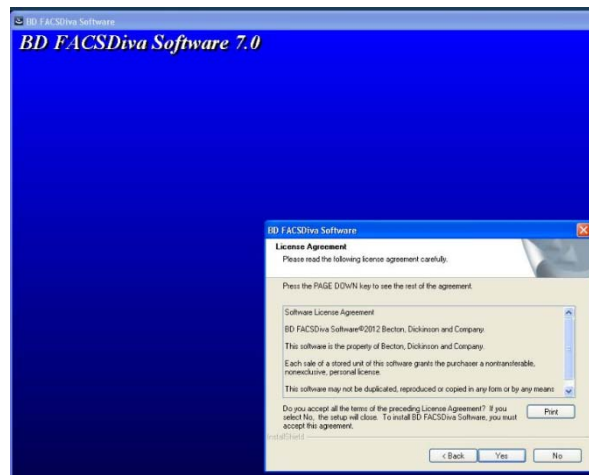 BD FACSDiva Software
BD FACSDiva Software 7.0
BD FACSDiva Software
License Agreement
Please read the following license agreement carefully.
Press the PAGE DOWN key to see the rest of the agreement.
Software License Agreement
BD FACSDiva Software©2012 Becton, Dickinson and Company.
This software is the property of Becton, Dickinson and Company.
Each sale of a stored unit of this software grants the purchaser a nontransferable,
nonexclusive, personal license.
This software may not be duplicated, reproduced or copied in any form or by any means
Do you accept all the terms of the preceding License Agreement? If you
select No, the setup will close. To install BD FACSDiva Software, you must
accept this agreement.
Print
InstallShield
< Back
Yes
No